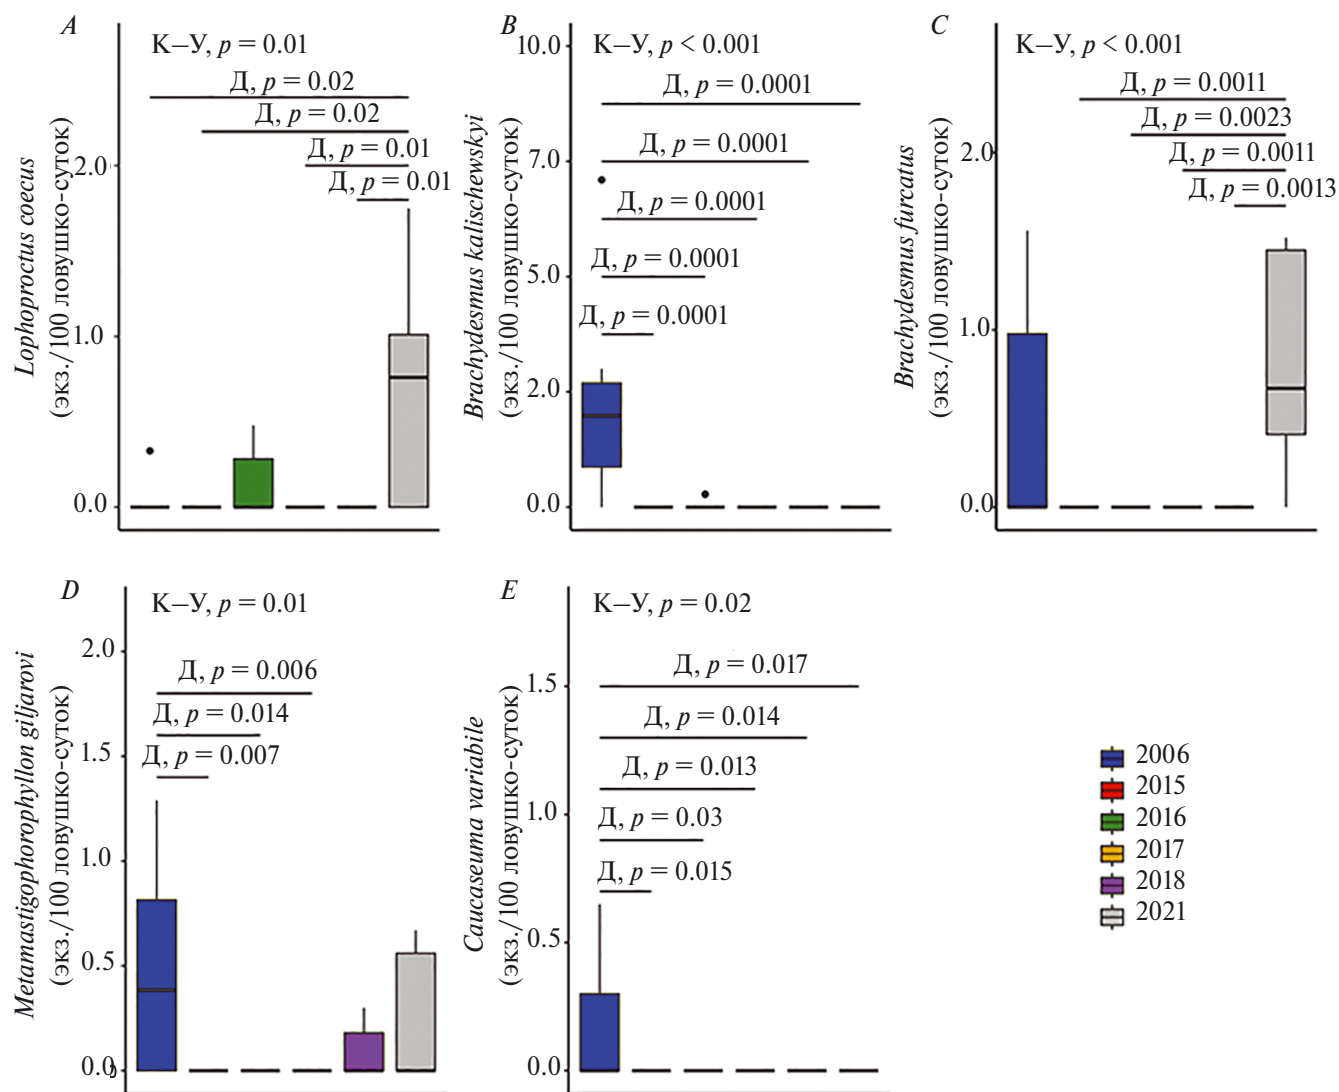 A
К–У, p = 0.01
Д, p = 0.02
Д, p = 0.02
Д, p = 0.01
Д, p = 0.01
Lophoproctus coecus
(экз./100 ловушко-суток)
2.0
1.0
0.0
B
К–У, p < 0.001
Д, p = 0.0001
Д, p = 0.0001
Д, p = 0.0001
Д, p = 0.0001
Д, p = 0.0001
Brachydesmus kalischewskyi
(экз./100 ловушко-суток)
10.0
7.0
5.0
2.0
0.0
C
К–У, p < 0.001
Д, p = 0.0011
Д, p = 0.0023
Д, p = 0.0011
Д, p = 0.0013
Brachydesmus furcatus
(экз./100 ловушко-суток)
2.0
1.0
0.0
D
К–У, p = 0.01
Д, p = 0.006
Д, p = 0.014
Д, p = 0.007
Metamastigophorophyllon giljarovi
(экз./100 ловушко-суток)
2.0
1.5
1.0
0.5
0.0
E
К–У, p = 0.02
Д, p = 0.017
Д, p = 0.014
Д, p = 0.013
Д, p = 0.03
Д, p = 0.015
Caucaseuma variabile
(экз./100 ловушко-суток)
1.5
1.0
0.5
0.0
2006
2015
2016
2017
2018
2021